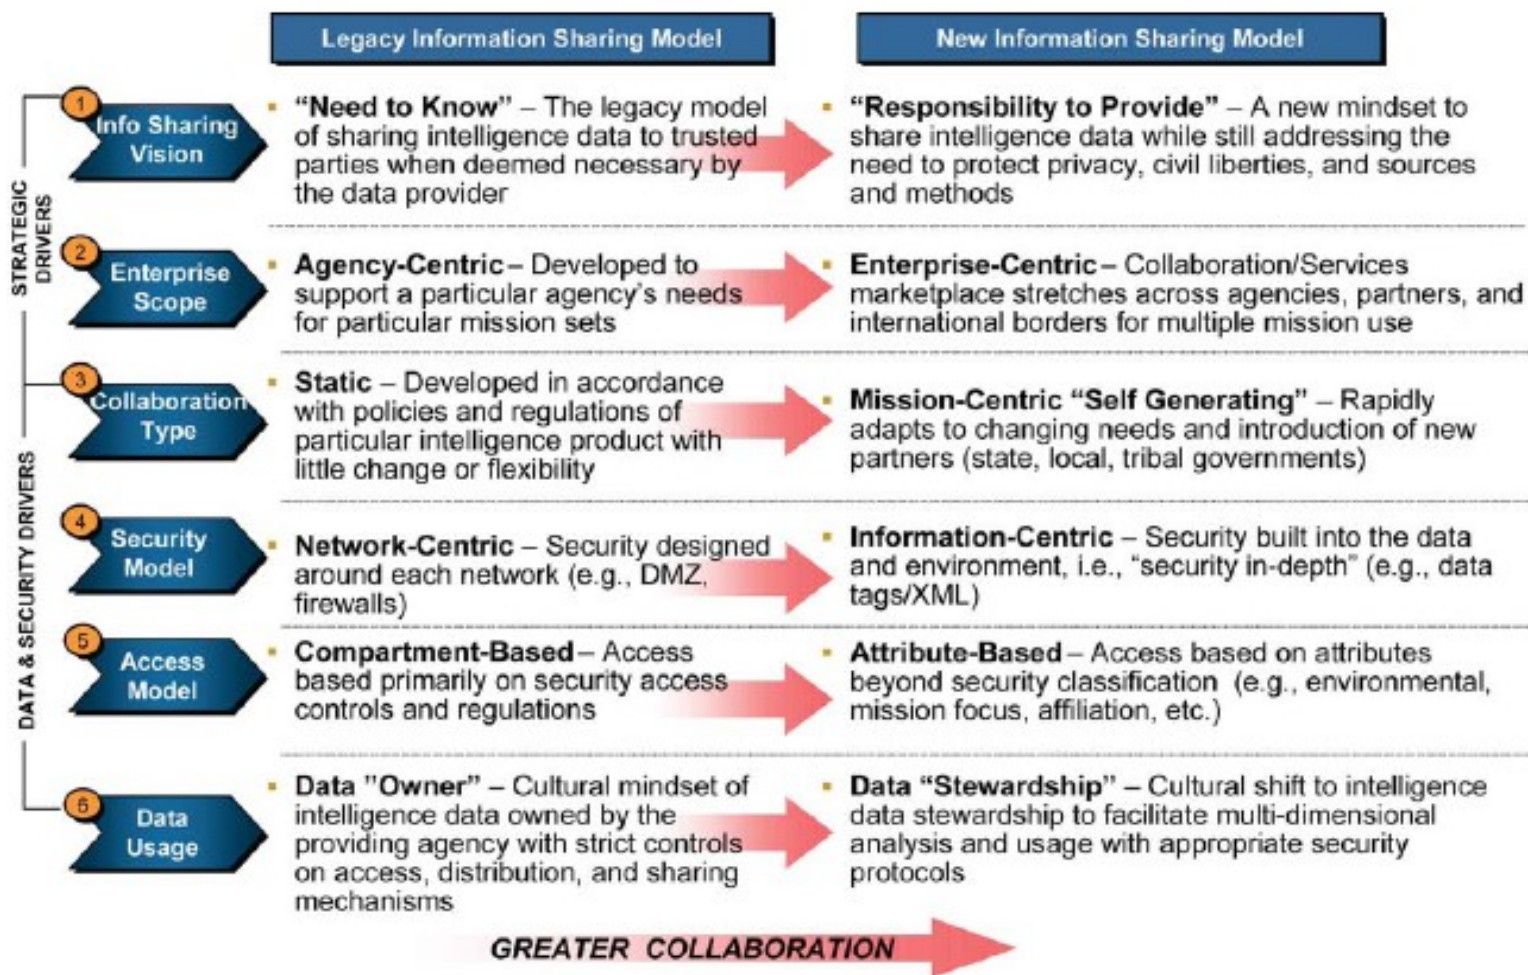 Legacy Information Sharing Model
New Information Sharing Model
STRATEGIC
DRIVERS
DATA & SECURITY DRIVERS
1
Info Sharing
Vision
▪ “Need to Know” – The legacy model
of sharing intelligence data to trusted
parties when deemed necessary by
the data provider
▪ “Responsibility to Provide” – A new mindset to
share intelligence data while still addressing the
need to protect privacy, civil liberties, and sources
and methods
2
Enterprise
Scope
▪ Agency-Centric – Developed to
support a particular agency’s needs
for particular mission sets
▪ Enterprise-Centric – Collaboration/Services
marketplace stretches across agencies, partners, and
international borders for multiple mission use
3
Collaboration
Type
▪ Static – Developed in accordance
with policies and regulations of
particular intelligence product with
little change or flexibility
▪ Mission-Centric “Self Generating” – Rapidly
adapts to changing needs and introduction of new
partners (state, local, tribal governments)
4
Security
Model
▪ Network-Centric – Security designed
around each network (e.g., DMZ,
firewalls)
▪ Information-Centric – Security built into the data
and environment, i.e., “security in-depth” (e.g., data
tags/XML)
5
Access
Model
▪ Compartment-Based – Access
based primarily on security access
controls and regulations
▪ Attribute-Based – Access based on attributes
beyond security classification (e.g., environmental,
mission focus, affiliation, etc.)
6
Data
Usage
▪ Data "Owner” – Cultural mindset of
intelligence data owned by the
providing agency with strict controls
on access, distribution, and sharing
mechanisms
▪ Data “Stewardship” – Cultural shift to intelligence
data stewardship to facilitate multi-dimensional
analysis and usage with appropriate security
protocols
GREATER COLLABORATION